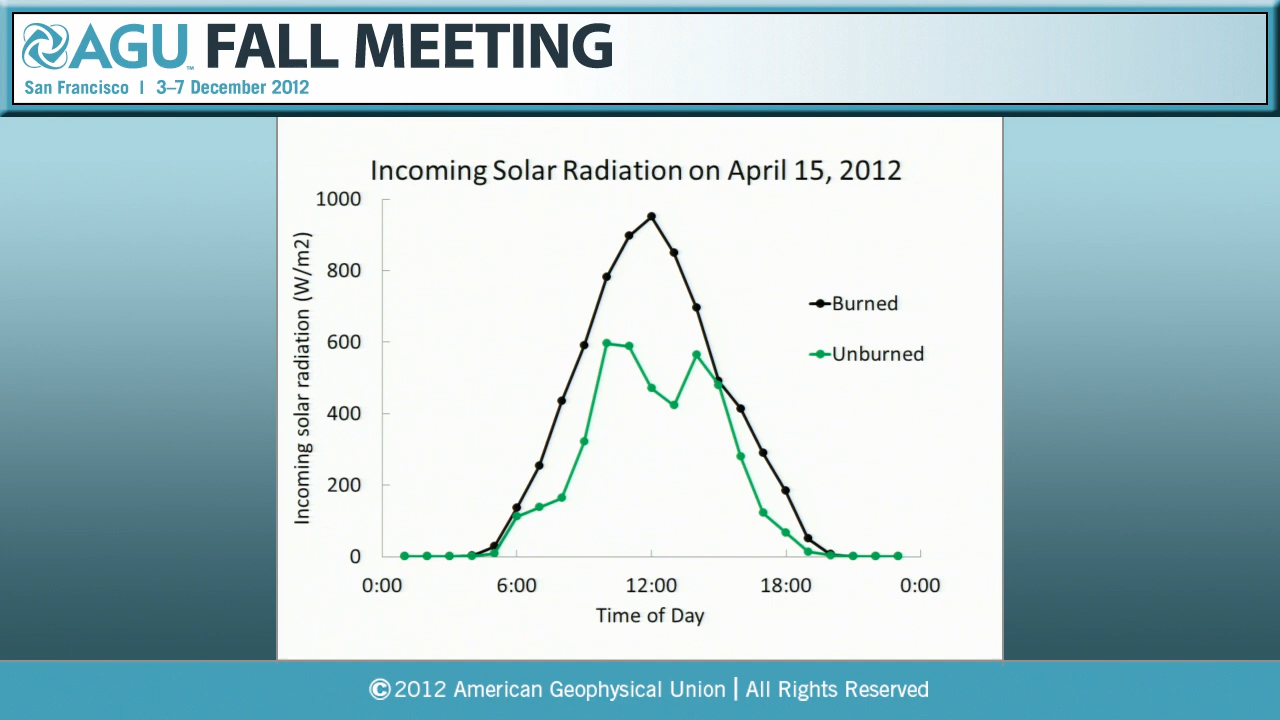 AGU™ FALL MEETING
San Francisco | 3–7 December 2012
Incoming Solar Radiation on April 15, 2012
Incoming solar radiation (W/m2)
1000
800
600
400
200
0
Burned
Unburned
0:00 6:00 12:00 18:00 0:00
Time of Day
©2012 American Geophysical Union | All Rights Reserved